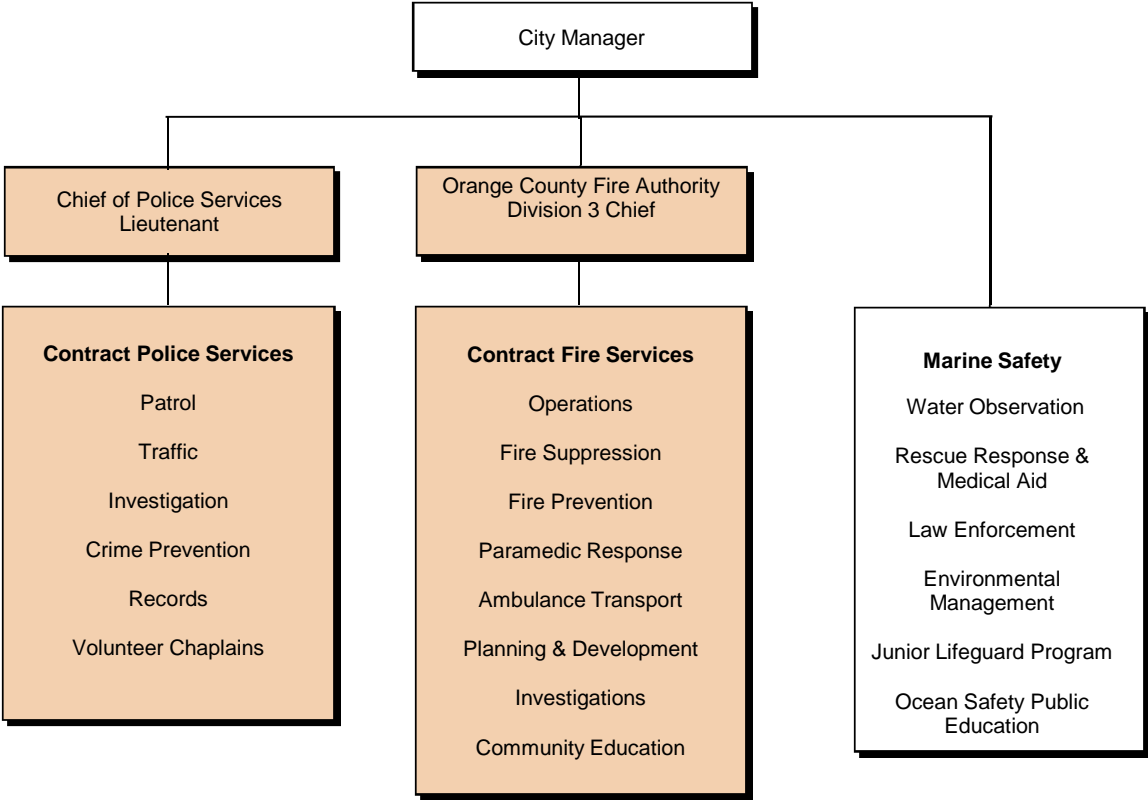 City Manager
Chief of Police Services
Lieutenant
Orange County Fire Authority
Division 3 Chief
Contract Police Services
Patrol
Traffic
Investigation
Crime Prevention
Records
Volunteer Chaplains
Contract Fire Services
Operations
Fire Suppression
Fire Prevention
Paramedic Response
Ambulance Transport
Planning & Development
Investigations
Community Education
Marine Safety
Water Observation
Rescue Response &
Medical Aid
Law Enforcement
Environmental
Management
Junior Lifeguard Program
Ocean Safety Public
Education